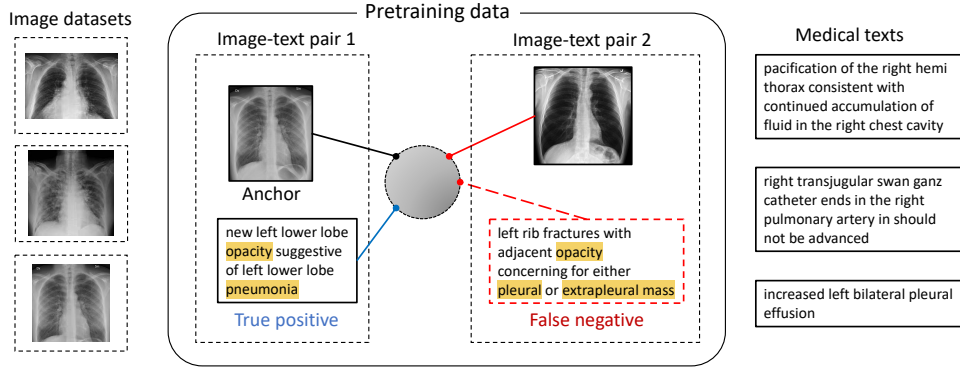 Image datasets
Pretraining data
Image-text pair 1
Image-text pair 2
Medical texts
Anchor
new left lower lobe
opacity suggestive
of left lower lobe
pneumonia
True positive
left rib fractures with
adjacent opacity
concerning for either
pleural or extrapleural mass
False negative
pacification of the right hemi
thorax consistent with
continued accumulation of
fluid in the right chest cavity
right transjugular swan ganz
catheter ends in the right
pulmonary artery in should
not be advanced
increased left bilateral pleural
effusion